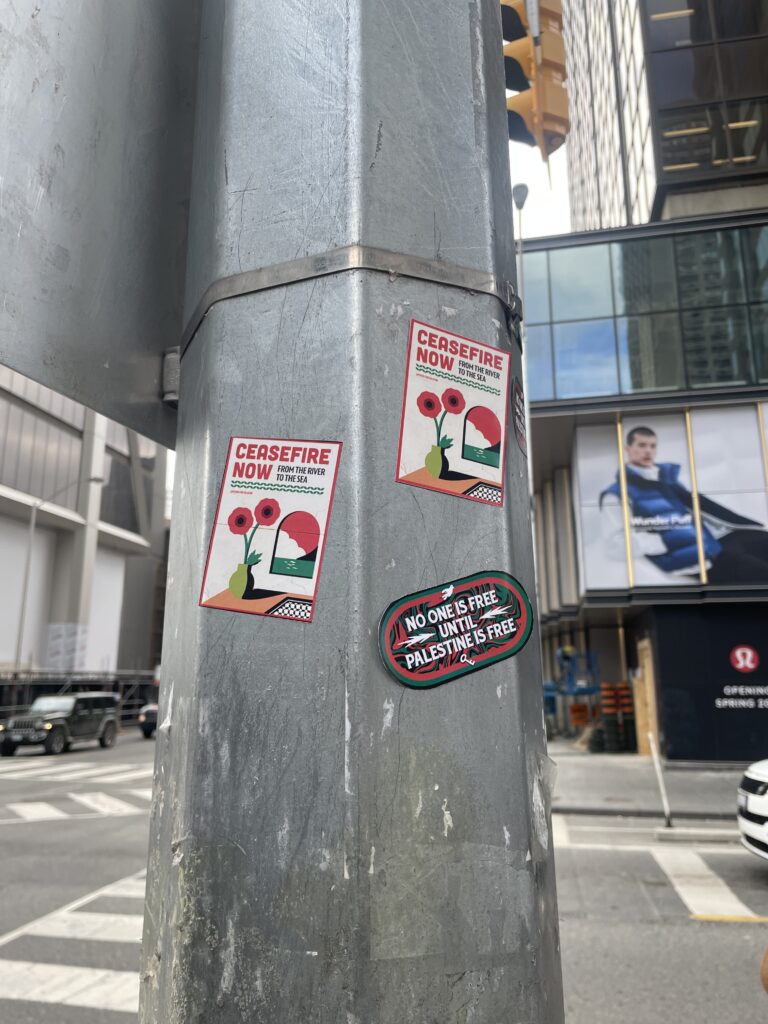 CEASEFIRE
NOW
FROM THE RIVER
TO THE SEA
CEASEFIRE
NOW
FROM THE RIVER
TO THE SEA
NO ONE IS FREE
UNTIL
PALESTINE IS FREE
Wunder Puff
OPENING
SPRING 20